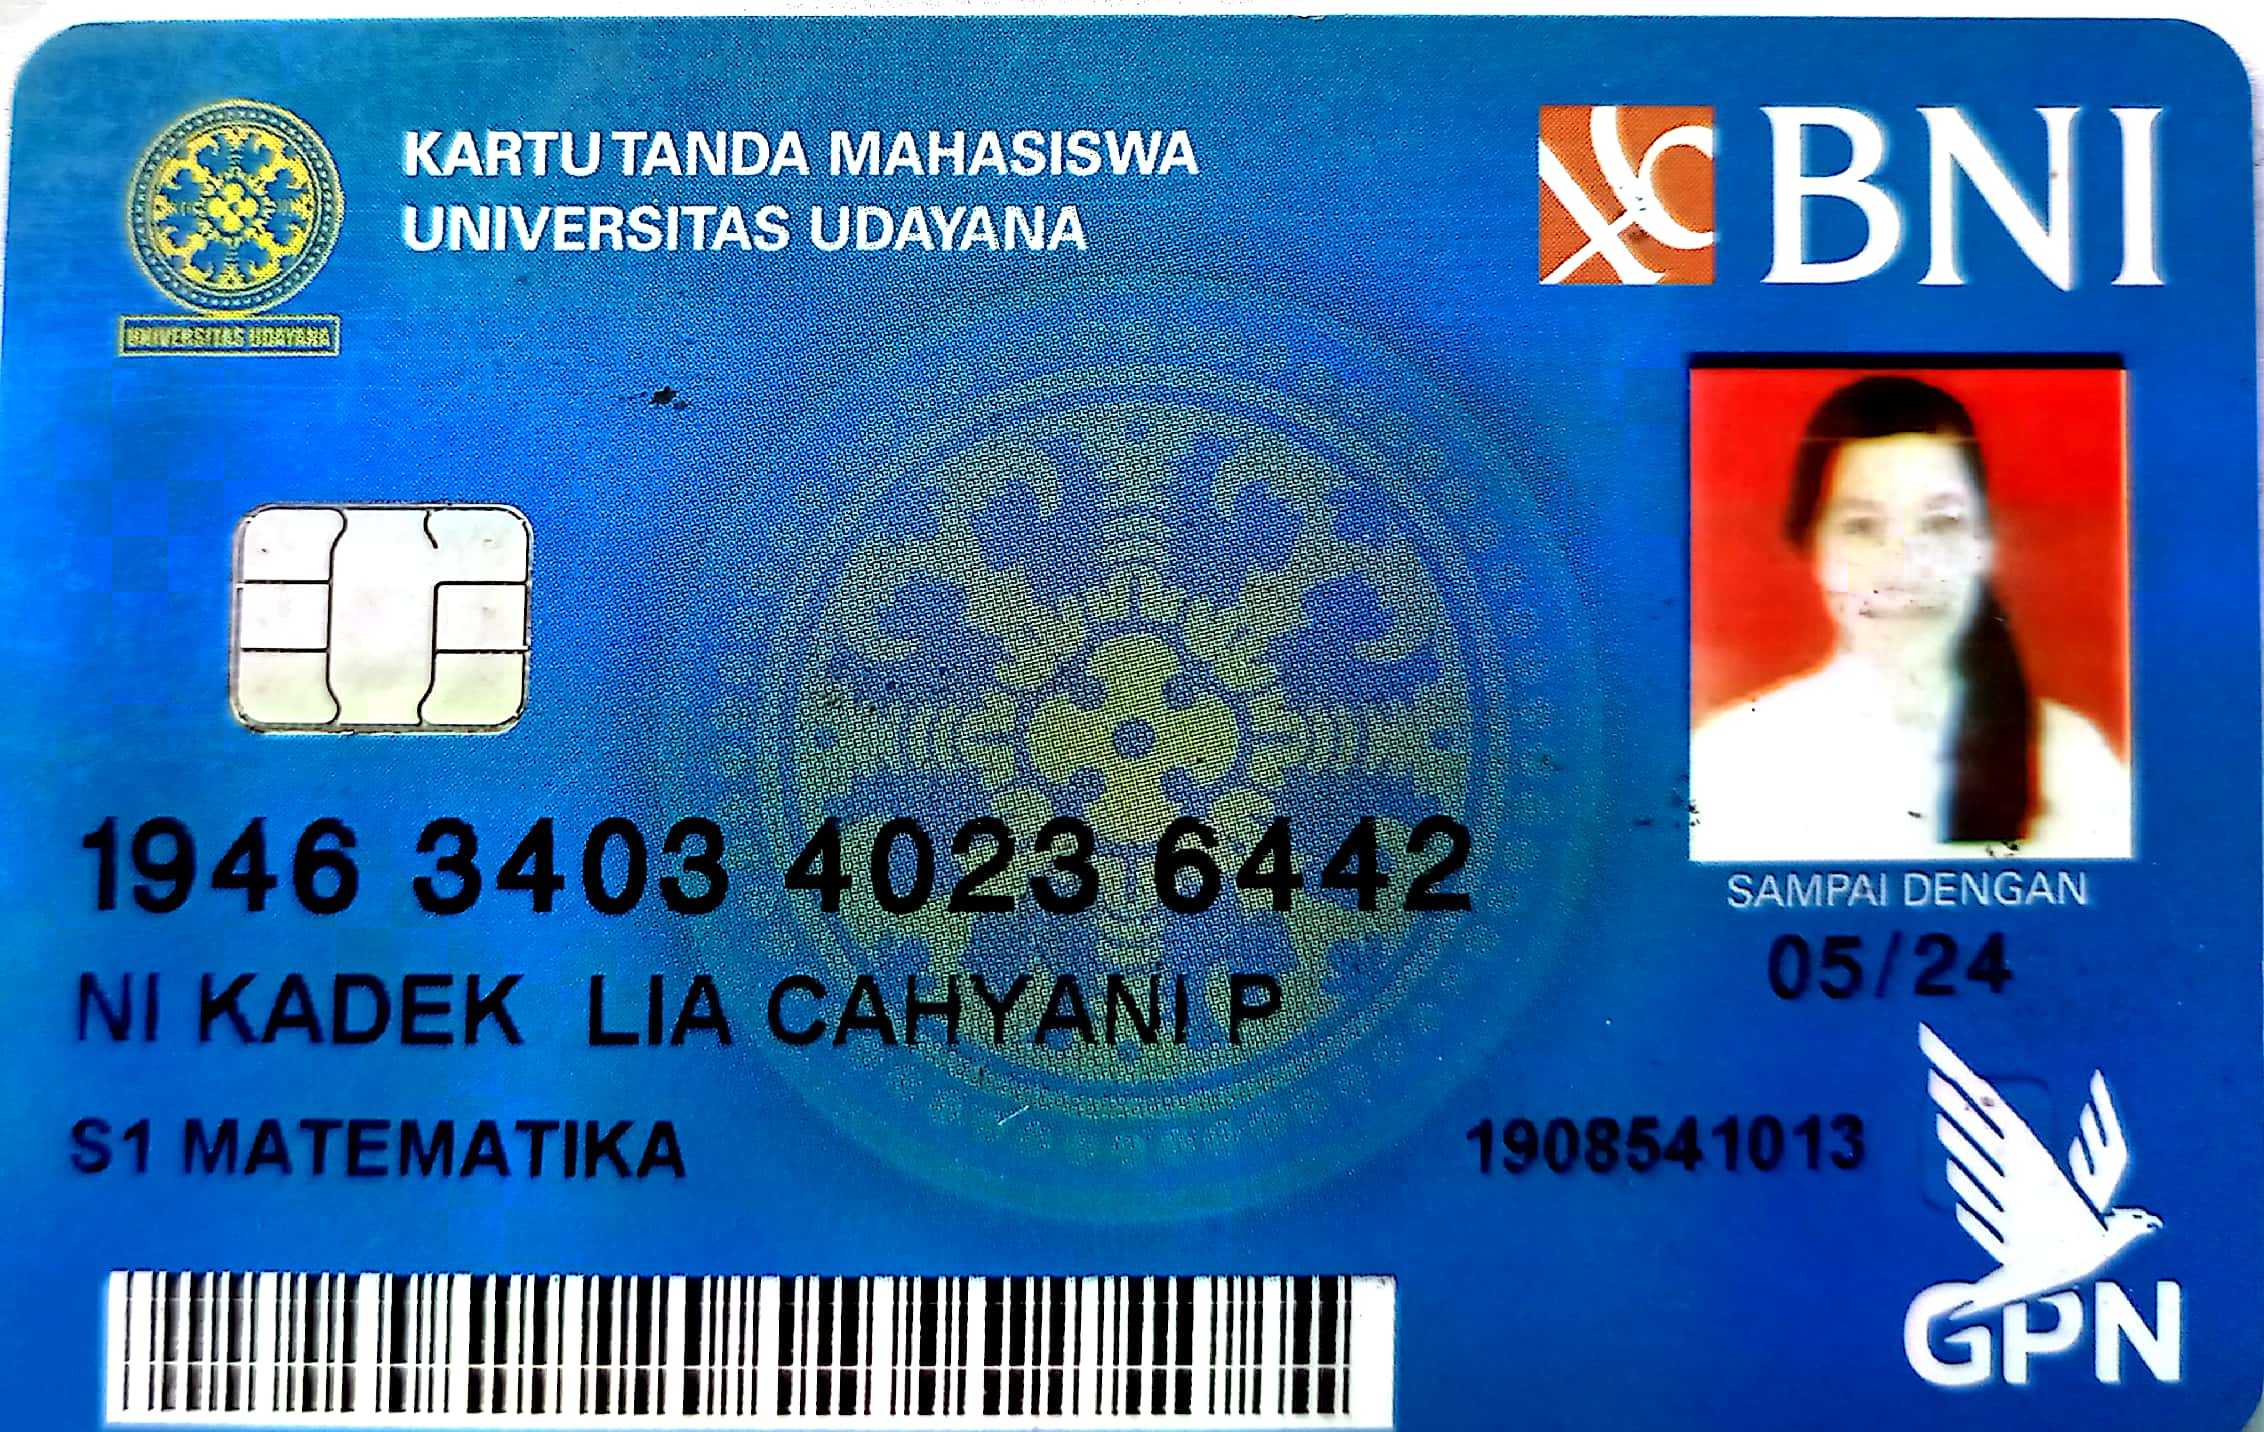 KARTU TANDA MAHASISWA
UNIVERSITAS UDAYANA
BNI
UNIVERSITAS UDAYANA
1946 3403 4023 6442
SAMPAI DENGAN
05/24
NI KADEK LIA CAHYANI P
S1 MATEMATIKA
1908541013
GPN